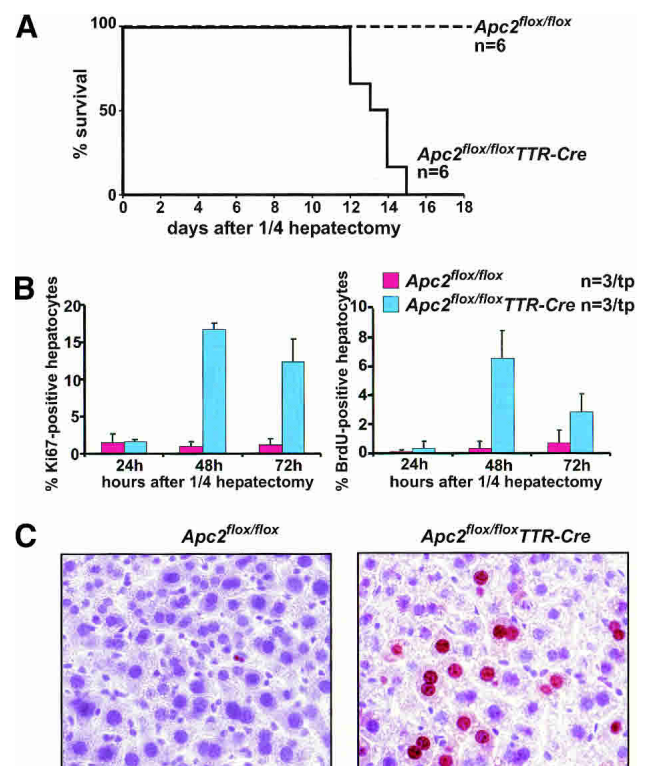 A
100
50
0
% survival
Apc2flox/flox
n=6
Apc2flox/floxTTR-Cre
n=6
0 2 4 6 8 10 12 14 16 18
days after 1/4 hepatectomy
B
Apc2flox/flox n=3/tp
Apc2flox/floxTTR-Cre n=3/tp
% Ki67-positive hepatocytes
20
15
10
5
0
24h 48h 72h
hours after 1/4 hepatectomy
% BrdU-positive hepatocytes
10
8
6
4
2
0
24h 48h 72h
hours after 1/4 hepatectomy
C
Apc2flox/flox
Apc2flox/floxTTR-Cre